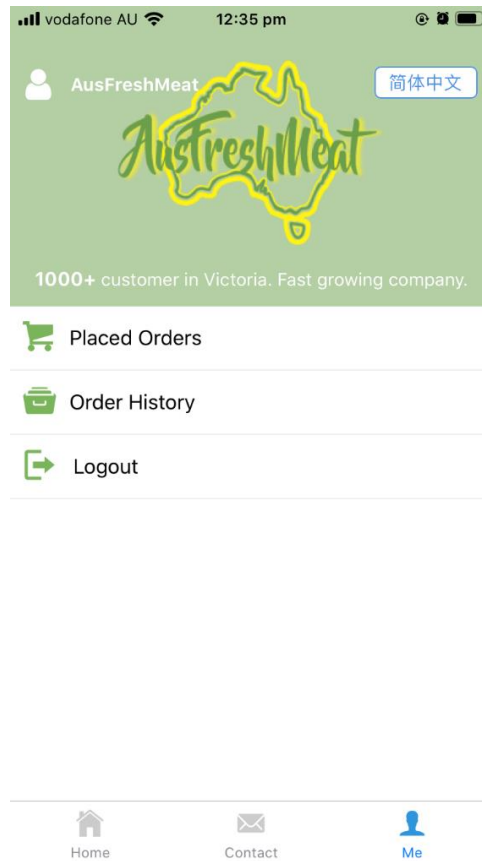 vodafone AU 12:35 pm
AusFreshMeat 简体中文
AusFreshMeat
1000+ customer in Victoria. Fast growing company.
Placed Orders
Order History
Logout
Home Contact Me